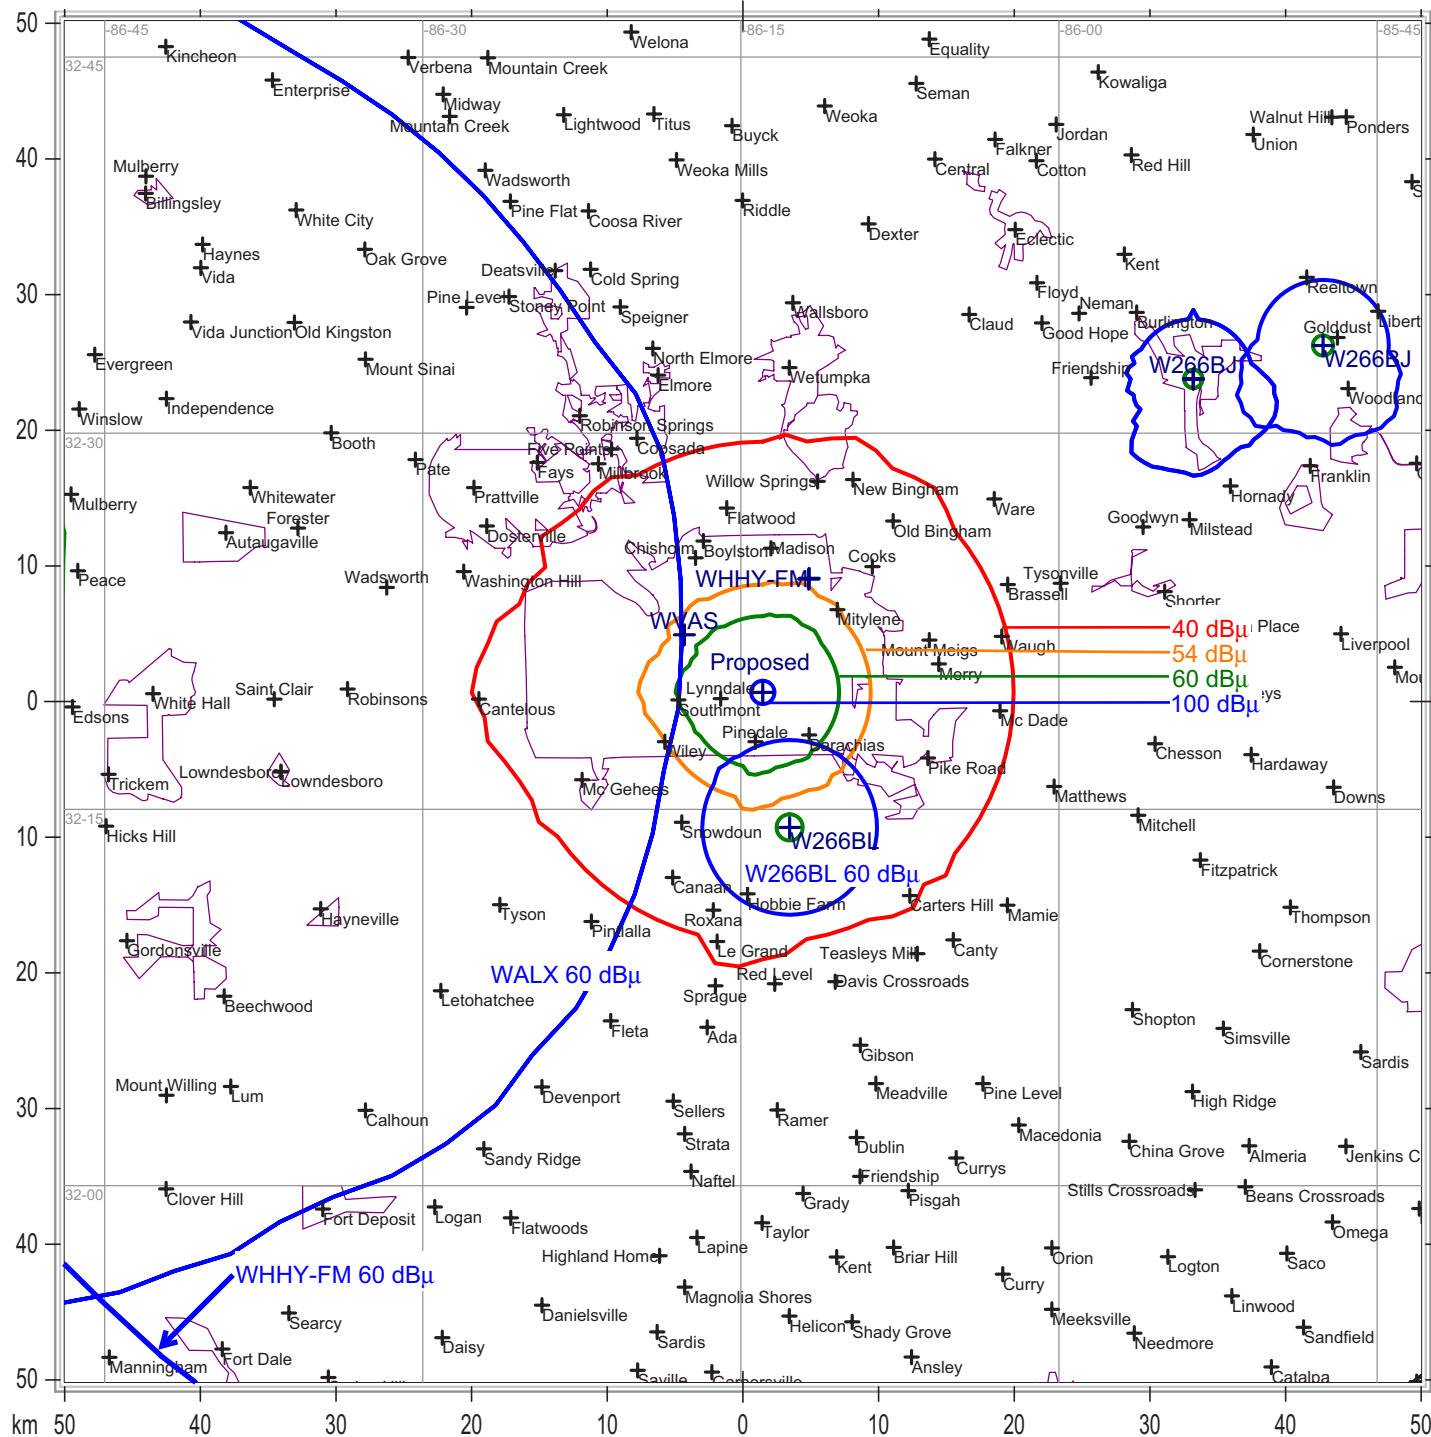 50
-86-45
-86-30
-86-15
-86-00
-85-45
Welona
Equality
Kincheon
32-45
Verbena
Mountain Creek
Kowaliga
Enterprise
Seman
Midway
Mountain Creek
Lightwood
Titus
Buyck
Weoka
Jordan
Walnut Hill
Ponders
Union
Falkner
40
Mulberry
Weoka Mills
Central
Cotton
Red Hill
Wadsworth
Billingsley
White City
Pine Flat
Coosa River
Riddle
Dexter
Eclectic
Haynes
Oak Grove
Vida
Deatsville
Cold Spring
Kent
30
Pine Level
Stoney Point
Speigner
Wallsboro
Floyd
Reeltown
Neman
Claud
Good Hope
Burlington
Golddust
Vida Junction
Old Kingston
Evergreen
Mount Sinai
North Elmore
Elmore
Wetumpka
Friendship
W266BJ
W266BJ
Winslow
Independence
Robinson Springs
20
32-30
Booth
Five Points
Coosada
Pate
Fays
Millbrook
Willow Springs
New Bingham
Franklin
Hornady
Mulberry
Whitewater
Prattville
Flatwood
Ware
Forester
Autaugaville
Dosterville
Old Bingham
Goodwyn
Milstead
Chisholm
Boylston
Madison
Cooks
10
Peace
Wadsworth
Washington Hill
WHHY-FM
Tysonville
Brassell
Shorter
Mitylene
WVAS
40 dBµ
Place
Mount Meigs
Waugh
54 dBµ
Liverpool
Proposed
Merry
60 dBµ
Lynndale
0
Edsons
White Hall
Saint Clair
Robinsons
Cantelous
Southmont
100 dBµ
Mc Dade
Pinedale
Wiley
Barachias
Chesson
Hardaway
Lowndesboro
Lowndesboro
Trickem
Mc Gehees
Pike Road
Matthews
Downs
32-15
10
Hicks Hill
Snowdoun
W266BL
Mitchell
W266BL 60 dBµ
Fitzpatrick
Canaan
Hobbie Farm
Carters Hill
Hayneville
Tyson
Pintlalla
Roxana
Mamie
Thompson
Gordonsville
Le Grand
Teasleys Mill
Canty
Cornerstone
20
WALX 60 dBµ
Red Level
Davis Crossroads
Beechwood
Letohatchee
Sprague
Fleta
Ada
Shopton
Simsville
Gibson
Sardis
Mount Willing
Lum
Devenport
Meadville
Pine Level
High Ridge
30
Calhoun
Sellers
Ramer
Strata
Macedonia
Sandy Ridge
Dublin
China Grove
Almeria
Jenkins C
Currys
Naftel
Friendship
32-00
Clover Hill
Fort Deposit
Logan
Flatwoods
Grady
Pisgah
Stills Crossroads
Beans Crossroads
Taylor
Omega
40
Highland Home
Lapine
Kent
Briar Hill
Orion
Logton
Saco
WHHY-FM 60 dBµ
Curry
Magnolia Shores
Linwood
Searcy
Danielsville
Helicon
Shady Grove
Meeksville
Needmore
Sandfield
Daisy
Sardis
Manningham
Fort Dale
Ansley
Catalpa
Saville
50
km
50
40
30
20
10
0
10
20
30
40
50